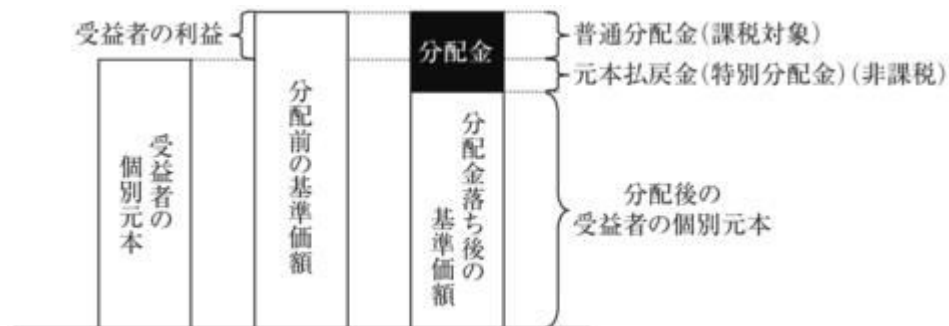 受益者の利益
受益者の
個別元本
分配前の基準価額
分配金
分配金落ち後の
基準価額
普通分配金(課税対象)
元本払戻金(特別分配金)(非課税)
分配後の
受益者の個別元本